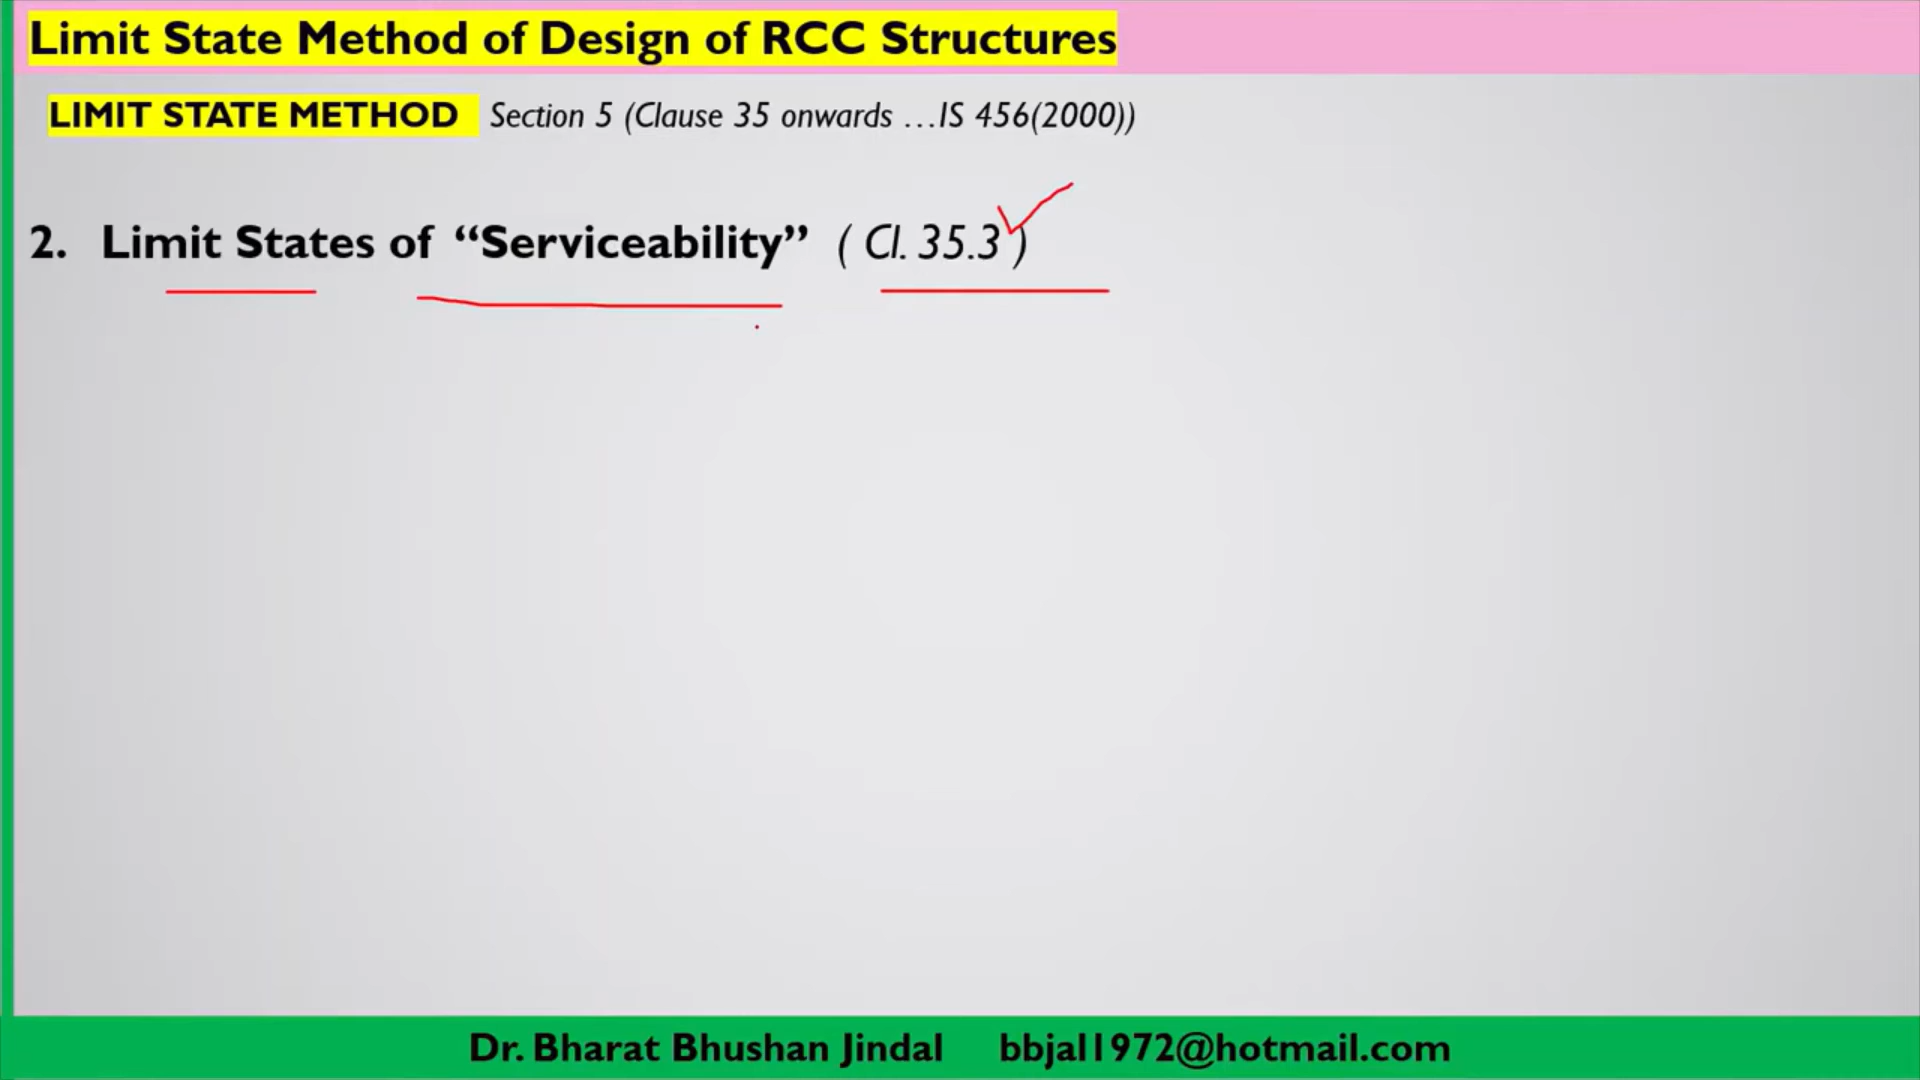 Limit State Method of Design of RCC Structures
LIMIT STATE METHOD Section 5 (Clause 35 onwards ...IS 456(2000))
2. Limit States of “Serviceability” ( Cl. 35.3 )
Dr. Bharat Bhushan Jindal bbjal1972@hotmail.com